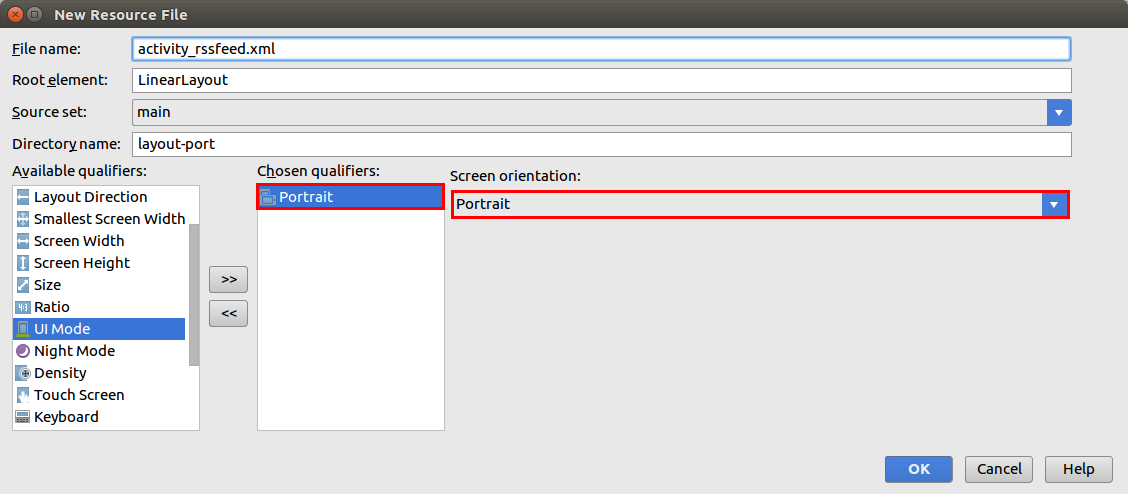 New Resource File
File name: activity_rssfeed.xml
Root element: LinearLayout
Source set: main
Directory name: layout-port
Available qualifiers:
Layout Direction
Smallest Screen Width
Screen Width
Screen Height
Size
4:3 Ratio
UI Mode
Night Mode
Density
Touch Screen
Keyboard
>>
<<
Chosen qualifiers:
Portrait
Screen orientation:
Portrait
OK Cancel Help